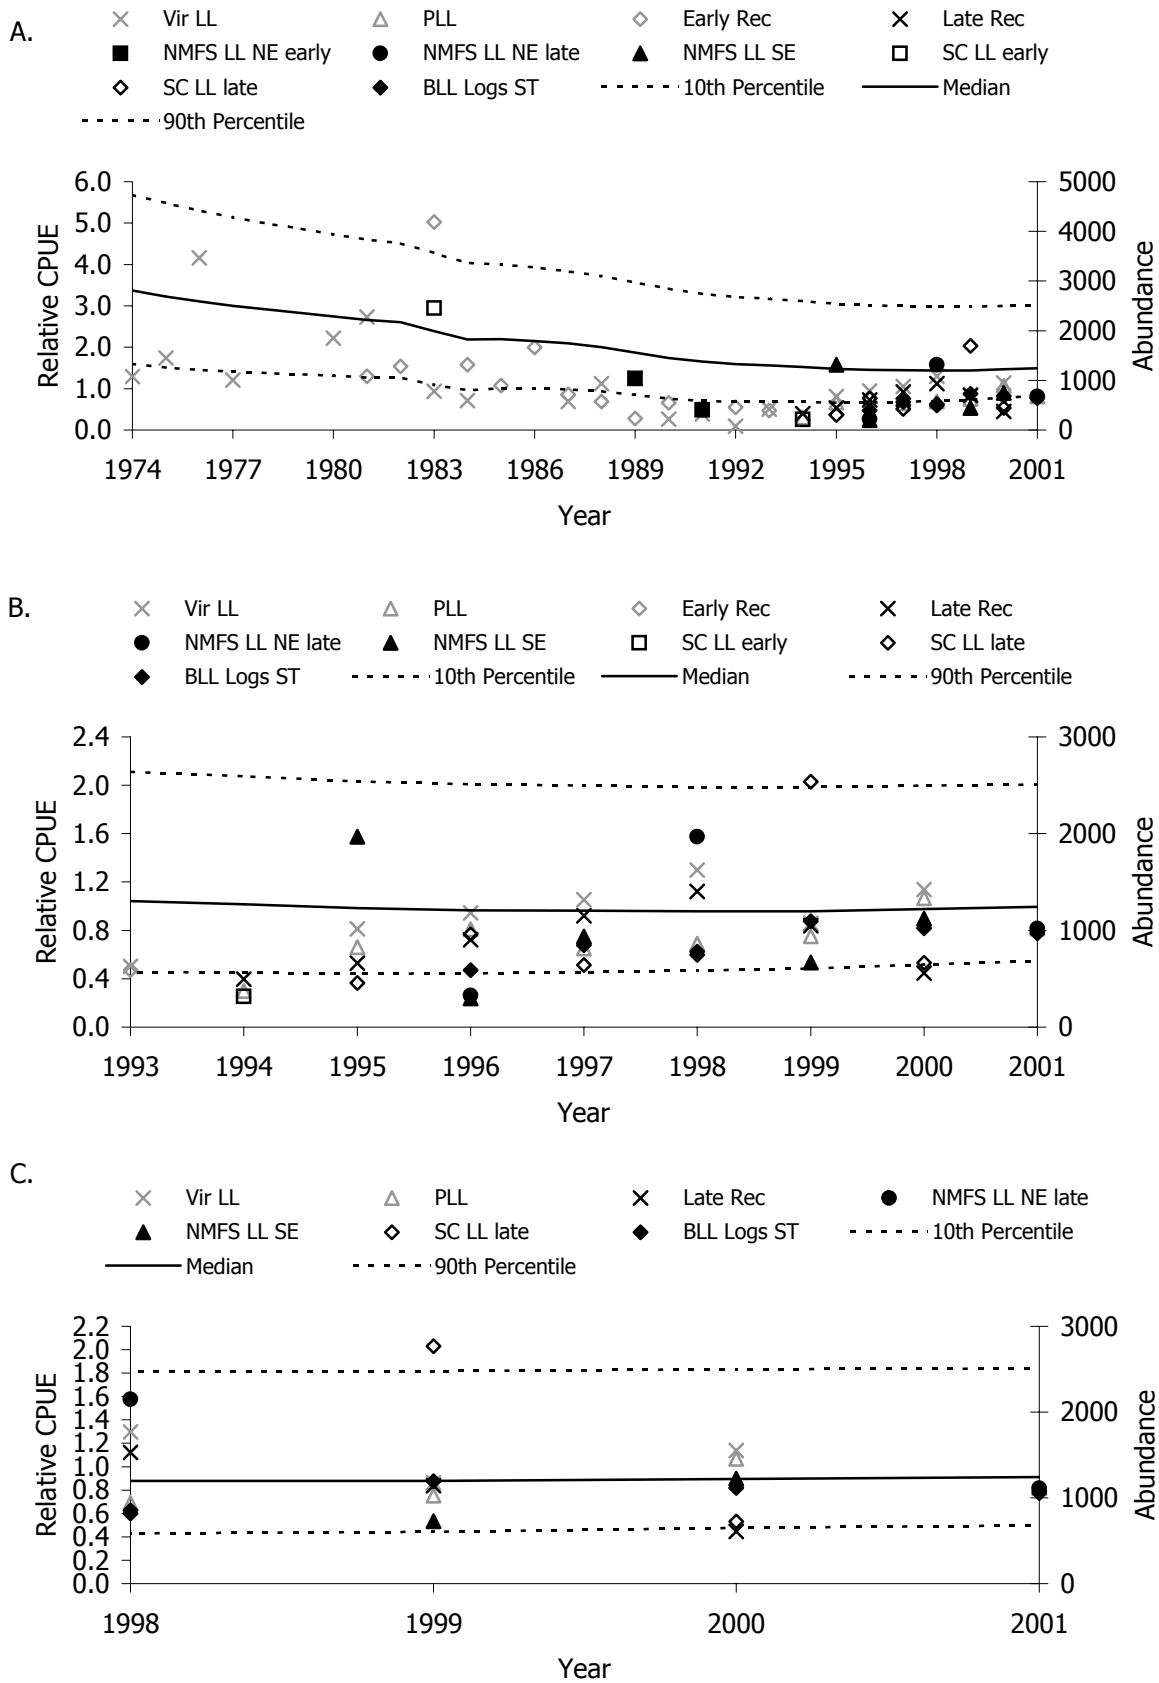 A.
Vir LL PLL Early Rec Late Rec
NMFS LL NE early NMFS LL NE late NMFS LL SE SC LL early
SC LL late BLL Logs ST 10th Percentile Median
90th Percentile
6.0 5000
5.0 4000
4.0 3000
3.0 2000
2.0 1000
1.0 0
0.0
Relative CPUE
Abundance
1974 1977 1980 1983 1986 1989 1992 1995 1998 2001
Year
B.
Vir LL PLL Early Rec Late Rec
NMFS LL NE late NMFS LL SE SC LL early SC LL late
BLL Logs ST 10th Percentile Median 90th Percentile
2.4 3000
2.0
1.6 2000
1.2
0.8 1000
0.4
0.0 0
Relative CPUE
Abundance
1993 1994 1995 1996 1997 1998 1999 2000 2001
Year
C.
Vir LL PLL Late Rec NMFS LL NE late
NMFS LL SE SC LL late BLL Logs ST 10th Percentile
Median 90th Percentile
2.2 3000
2.0
1.8
1.6
1.4 2000
1.2
1.0
0.8 1000
0.6
0.4
0.2
0.0 0
Relative CPUE
Abundance
1998 1999 2000 2001
Year